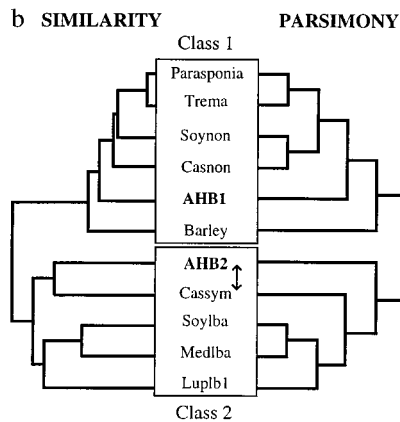 b SIMILARITY PARSIMONY
Class 1
Parasponia
Trema
Soynon
Casnon
AHB1
Barley
AHB2
Cassym
Soylba
Medlba
Luplb1
Class 2